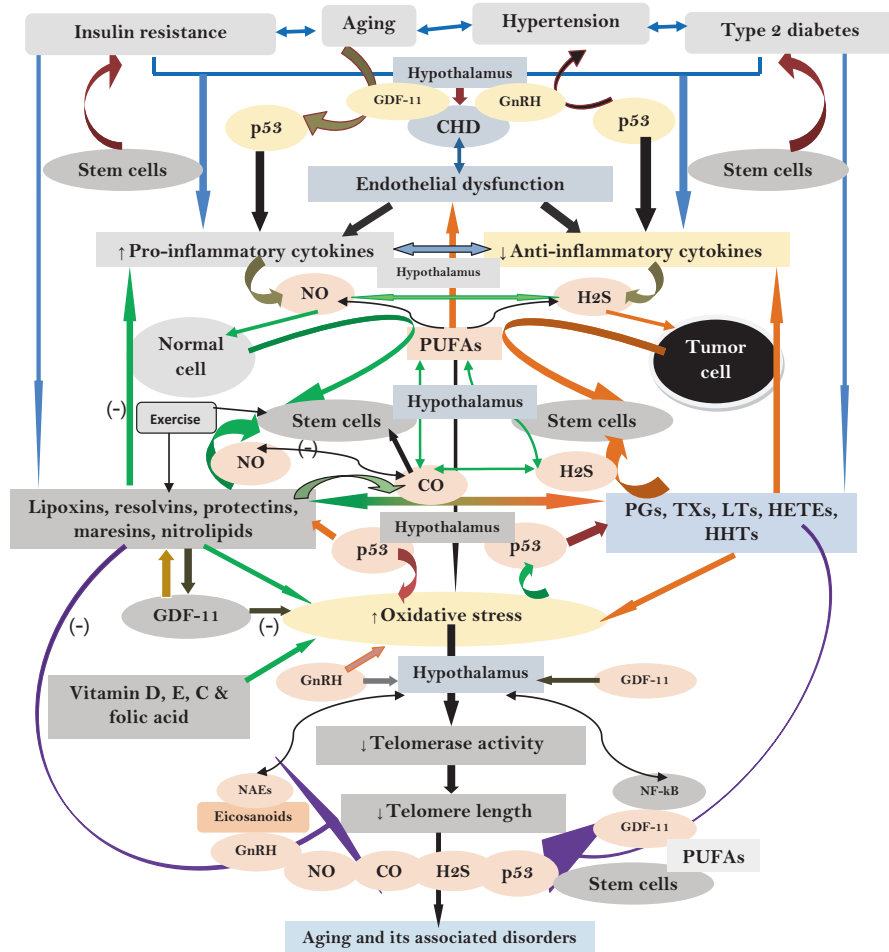 Insulin resistance
Aging
Hypertension
Type 2 diabetes
Hypothalamus
GDF-11
GnRH
p53
CHD
p53
Stem cells
Stem cells
Endothelial dysfunction
↑Pro-inflammatory cytokines
↓Anti-inflammatory cytokines
Hypothalamus
NO
H2S
Normal
cell
PUFAs
Tumor
cell
(-)
Exercise
Stem cells
Hypothalamus
Stem cells
(-)
NO
CO
H2S
Lipoxins, resolvins, protectins,
maresins, nitrolipids
PGs, TXs, LTs, HETEs,
HHTs
Hypothalamus
p53
p53
GDF-11
(-)
(-)
↑Oxidative stress
Hypothalamus
GnRH
GDF-11
Vitamin D, E, C &
folic acid
↓Telomerase activity
NAEs
NF-kB
Eicosanoids
↓Telomere length
GDF-11
GnRH
PUFAs
NO
CO
H2S
p53
Stem cells
Aging and its associated disorders